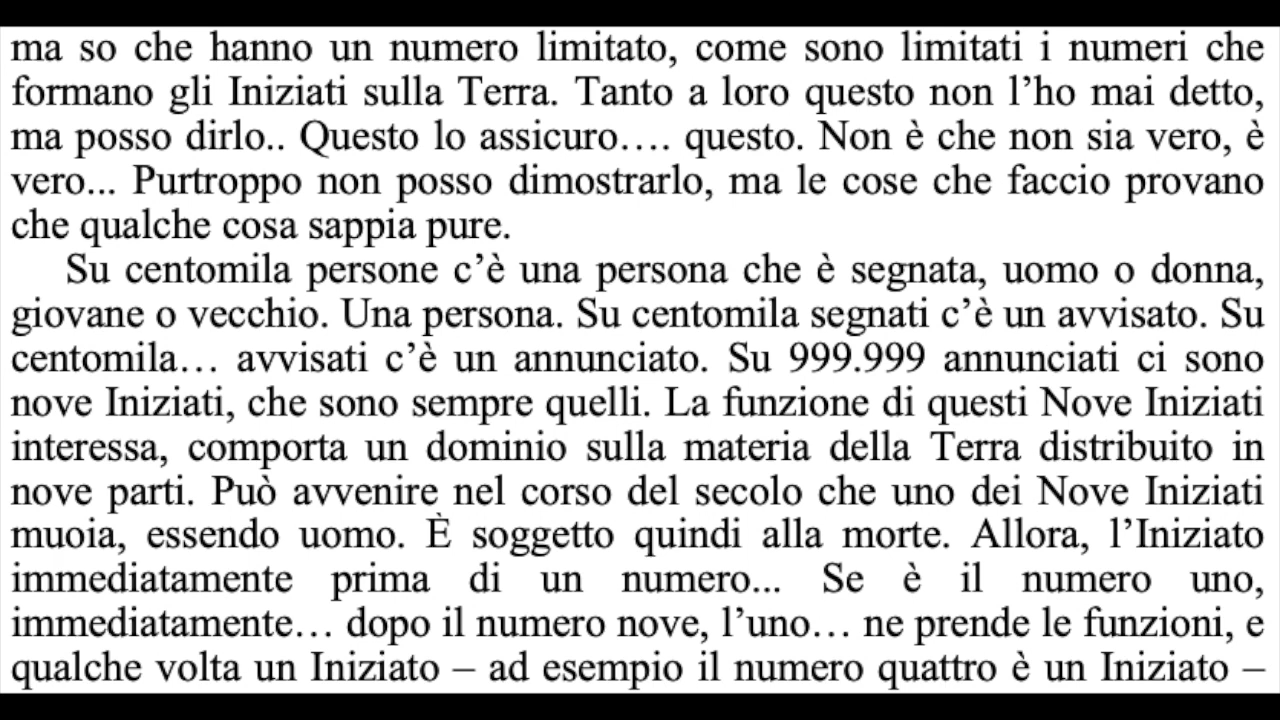 ma so che hanno un numero limitato, come sono limitati i numeri che
formano gli Iniziati sulla Terra. Tanto a loro questo non l’ho mai detto,
ma posso dirlo.. Questo lo assicuro…. questo. Non è che non sia vero, è
vero... Purtroppo non posso dimostrarlo, ma le cose che faccio provano
che qualche cosa sappia pure.
Su centomila persone c’è una persona che è segnata, uomo o donna,
giovane o vecchio. Una persona. Su centomila segnati c’è un avvisato. Su
centomila… avvisati c’è un annunciato. Su 999.999 annunciati ci sono
nove Iniziati, che sono sempre quelli. La funzione di questi Nove Iniziati
interessa, comporta un dominio sulla materia della Terra distribuito in
nove parti. Può avvenire nel corso del secolo che uno dei Nove Iniziati
muoia, essendo uomo. È soggetto quindi alla morte. Allora, l’Iniziato
immediatamente prima di un numero... Se è il numero uno,
immediatamente… dopo il numero nove, l’uno… ne prende le funzioni, e
qualche volta un Iniziato – ad esempio il numero quattro è un Iniziato –